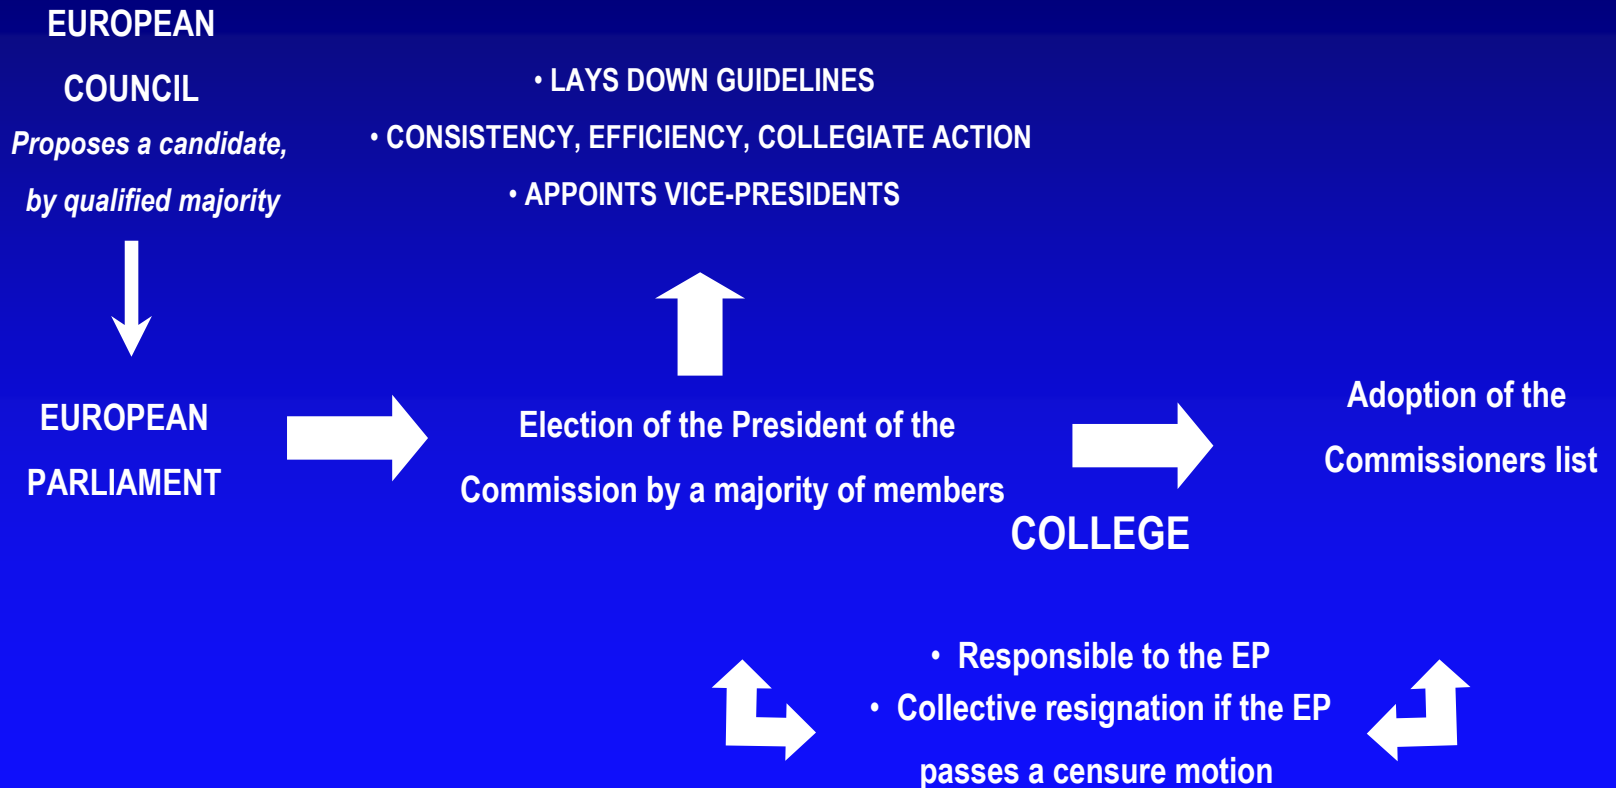 EUROPEAN
COUNCIL
Proposes a candidate,
by qualified majority
• LAYS DOWN GUIDELINES
• CONSISTENCY, EFFICIENCY, COLLEGIATE ACTION
• APPOINTS VICE-PRESIDENTS
EUROPEAN
PARLIAMENT
Election of the President of the
Commission by a majority of members
Adoption of the
Commissioners list
COLLEGE
• Responsible to the EP
• Collective resignation if the EP
passes a censure motion